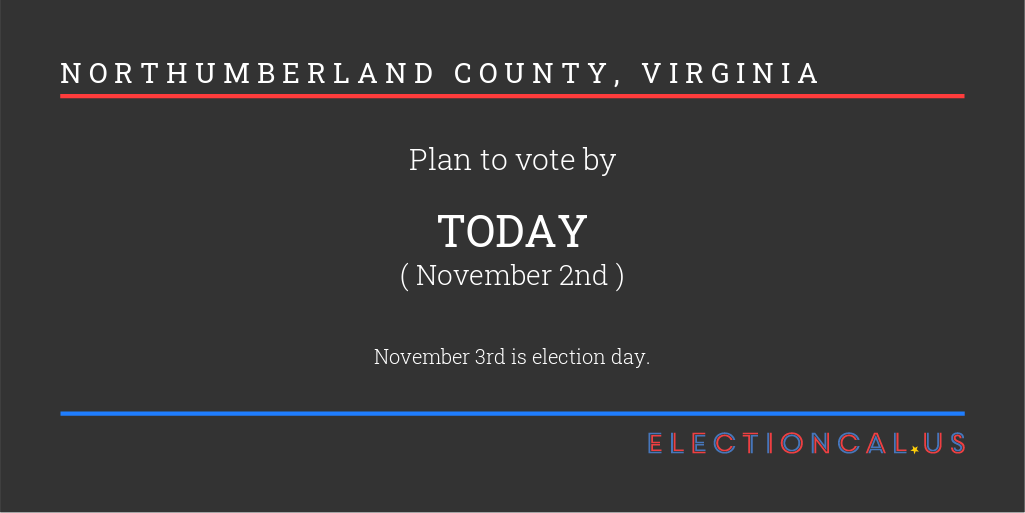 NORTHUMBERLAND COUNTY, VIRGINIA
Plan to vote by
TODAY
( November 2nd )
November 3rd is election day.
ELECTIONCAL.US